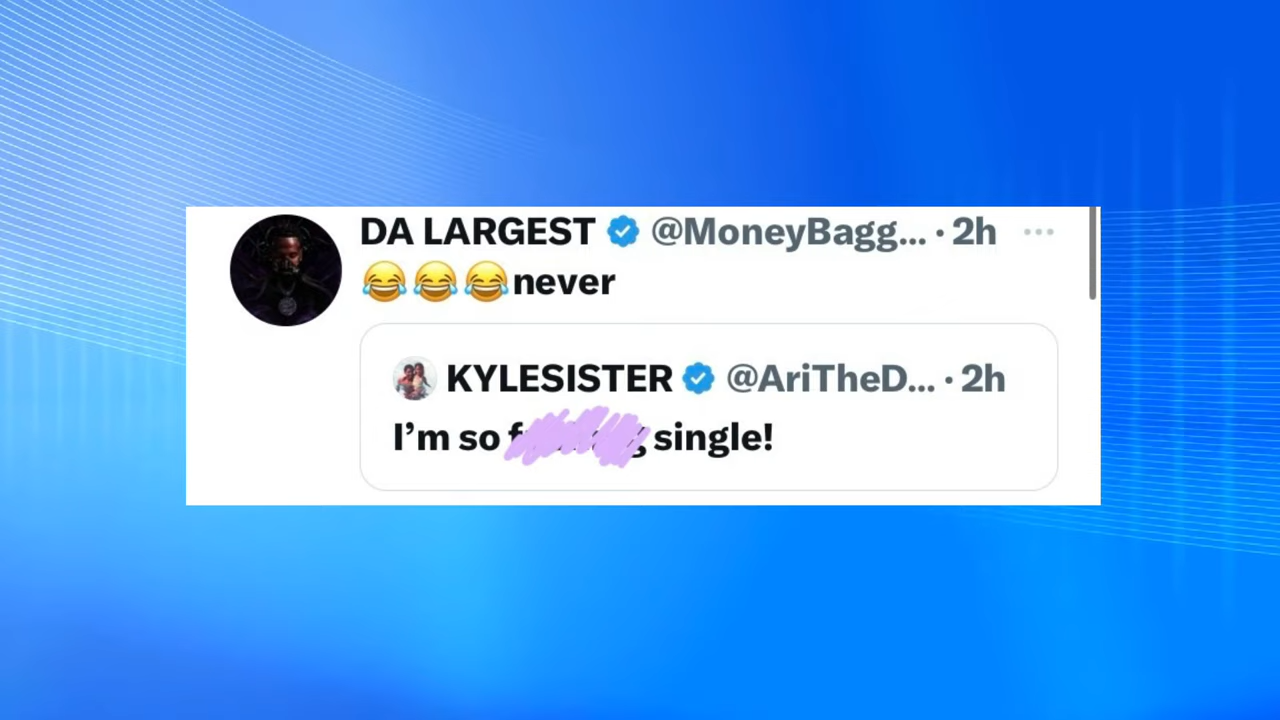 DA LARGEST @MoneyBagg... · 2h
😂😂😂never
KYLESISTER @AriTheD... · 2h
I’m so single!